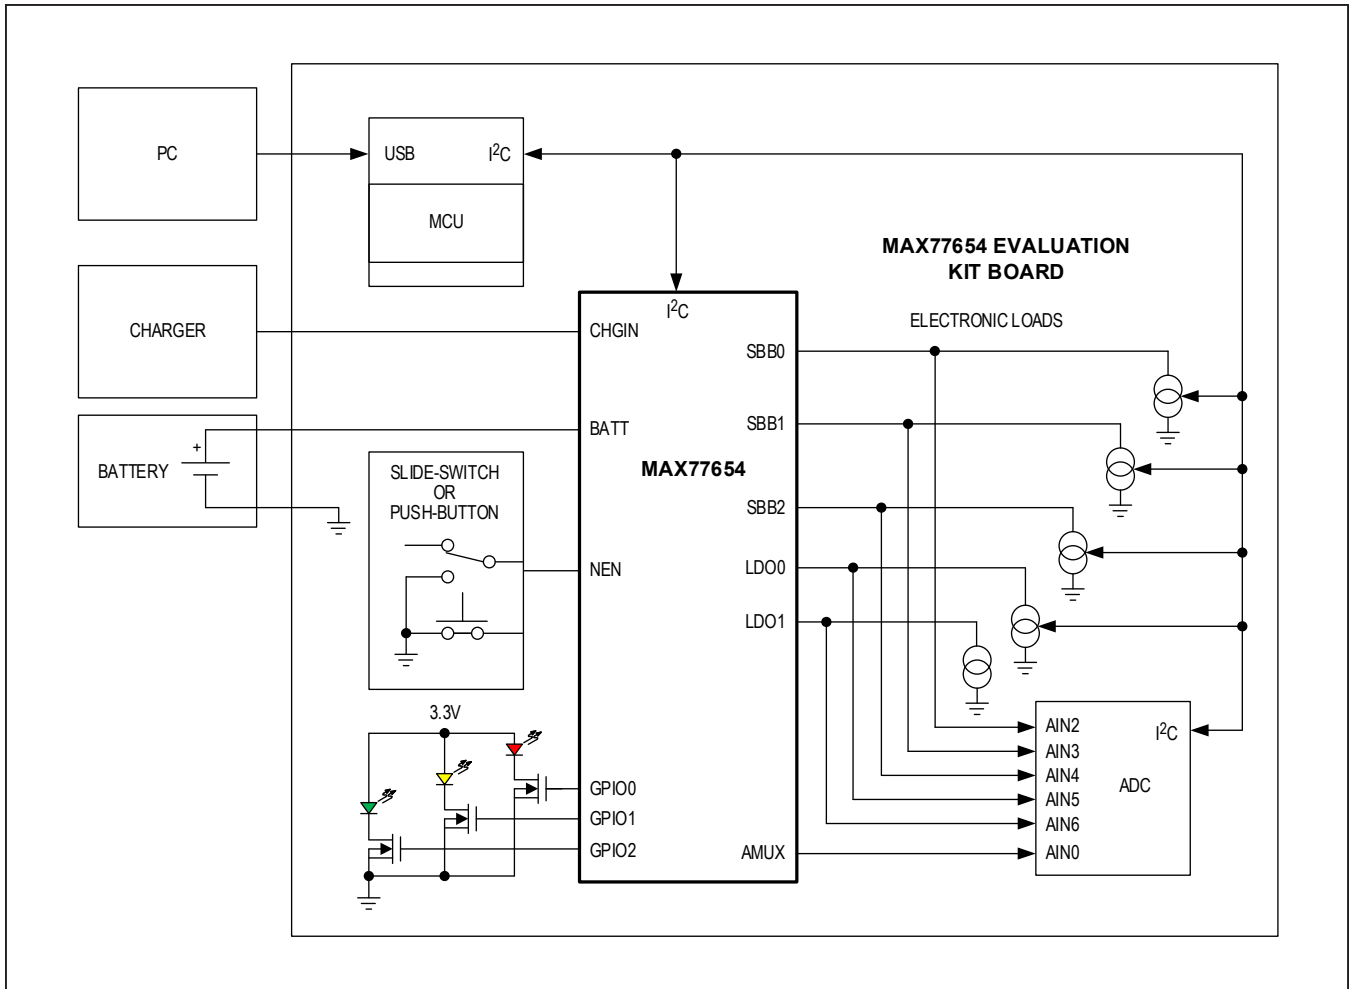 PC
USB
I²C
MCU
MAX77654 EVALUATION
KIT BOARD
CHARGER
CHGIN
I²C
ELECTRONIC LOADS
SBB0
BATTERY
+
BATT
SBB1
SLIDE-SWITCH
OR
PUSH-BUTTON
MAX77654
SBB2
NEN
LDO0
LDO1
3.3V
GPIO0
GPIO1
GPIO2
AMUX
AIN2
AIN3
AIN4
AIN5
AIN6
AIN0
I²C
ADC